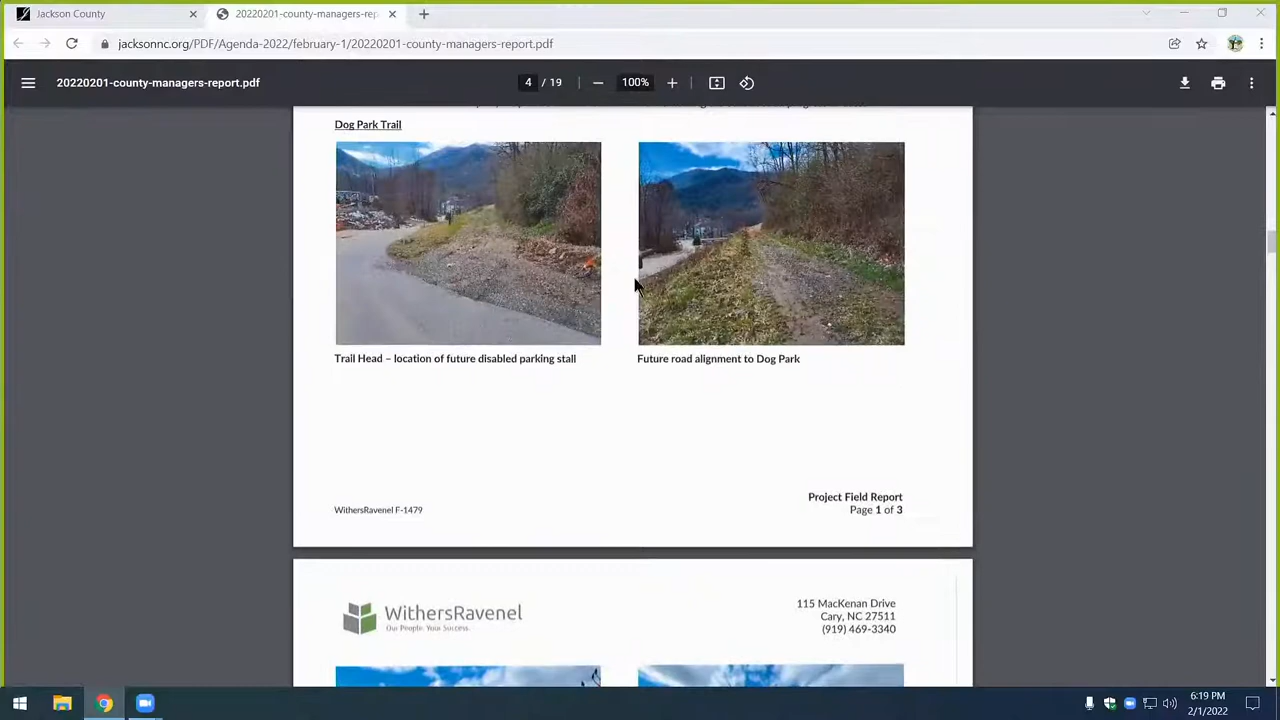 Jackson County
20220201-county-managers-rep
jacksonnc.org/PDF/Agenda-2022/february-1/20220201-county-managers-report.pdf
20220201-county-managers-report.pdf
4 / 19
100%
Dog Park Trail
Trail Head – location of future disabled parking stall
Future road alignment to Dog Park
Project Field Report
WithersRavenel F-1479
Page 1 of 3
WithersRavenel
Our People. Your Success.
115 MacKenan Drive
Cary, NC 27511
(919) 469-3340
6:19 PM
2/1/2022